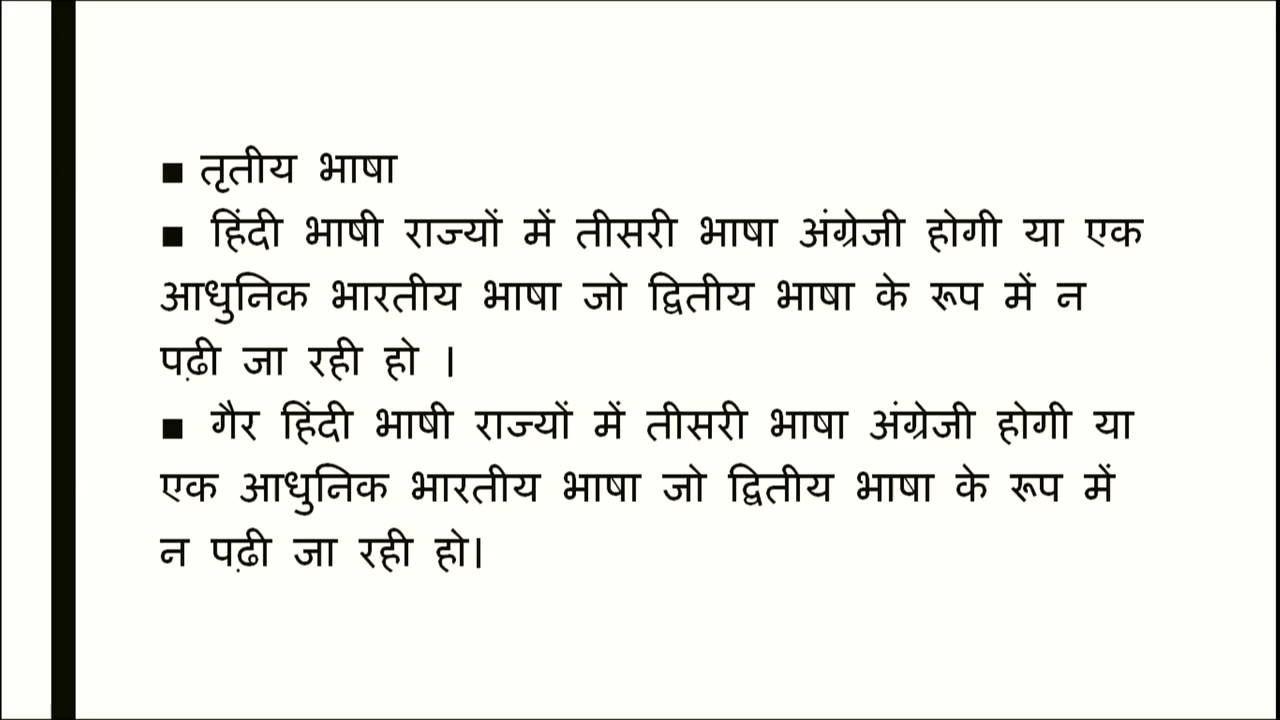 ▪ तृतीय भाषा
▪ हिंदी भाषी राज्यों में तीसरी भाषा अंग्रेजी होगी या एक
आधुनिक भारतीय भाषा जो द्वितीय भाषा के रूप में न
पढ़ी जा रही हो ।
▪ गैर हिंदी भाषी राज्यों में तीसरी भाषा अंग्रेजी होगी या
एक आधुनिक भारतीय भाषा जो द्वितीय भाषा के रूप में
न पढ़ी जा रही हो।